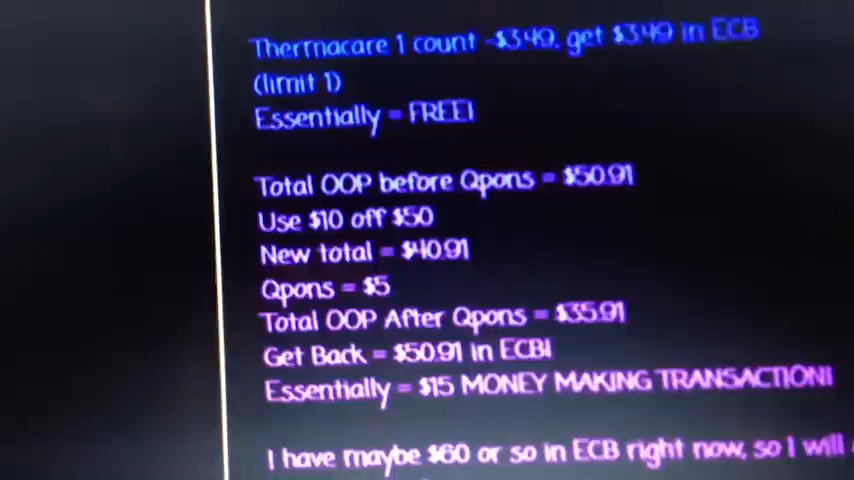 Thermacare 1 count -$3.49, get $3.49 in ECB
(limit 1)
Essentially = FREE!
Total OOP before Qpons = $50.91
Use $10 off $50
New total = $40.91
Qpons = $5
Total OOP After Qpons = $35.91
Get Back = $50.91 in ECB!
Essentially = $15 MONEY MAKING TRANSACTION!
I have maybe $60 or so in ECB right now, so I will